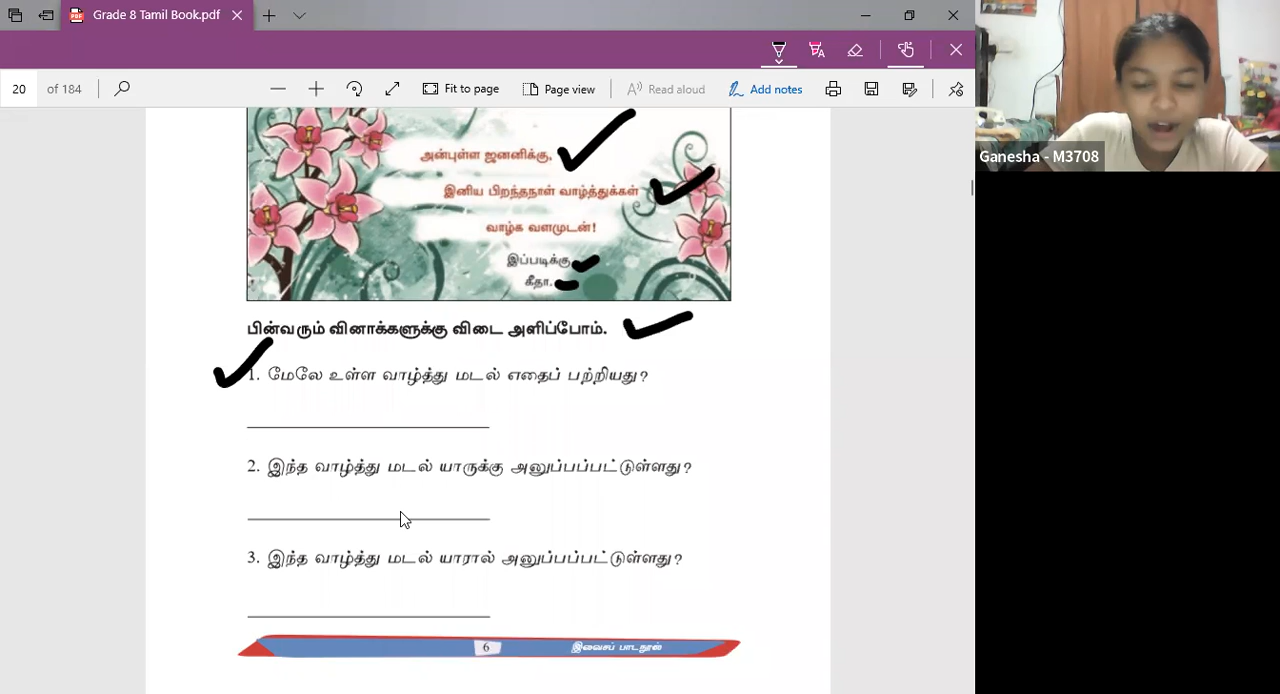 Grade 8 Tamil Book.pdf
20 of 184
Fit to page
Page view
Read aloud
Add notes
Ganesha - M3708
அன்புள்ள ஜனனிக்கு,
இனிய பிறந்தநாள் வாழ்த்துக்கள்
வாழ்க வளமுடன்!
இப்படிக்கு
கீதா.
பின்வரும் வினாக்களுக்கு விடை அளிப்போம்.
1. மேலே உள்ள வாழ்த்து மடல் எதைப் பற்றியது?
2. இந்த வாழ்த்து மடல் யாருக்கு அனுப்பப்பட்டுள்ளது?
3. இந்த வாழ்த்து மடல் யாரால் அனுப்பப்பட்டுள்ளது?
6 இவைசப் பாடநூல்